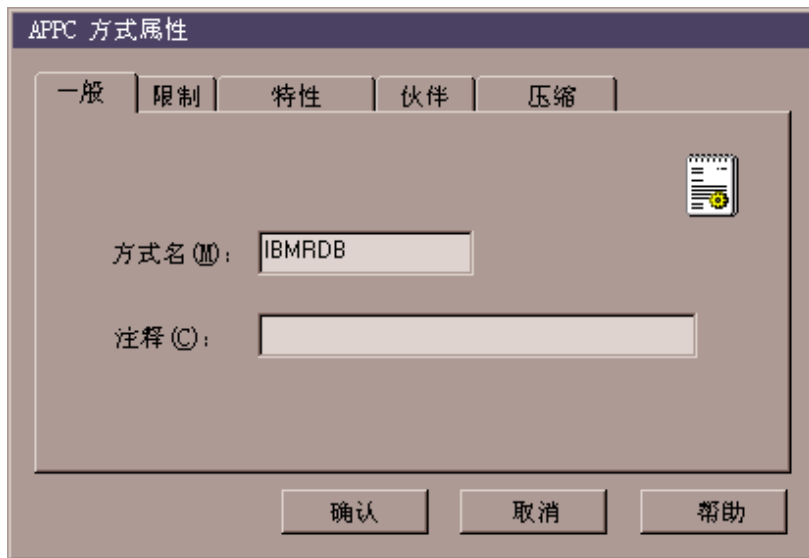 APPC 方式属性
一般 限制 特性 伙伴 压缩
方式名(M): IBMRDB
注释(C):
确认 取消 帮助